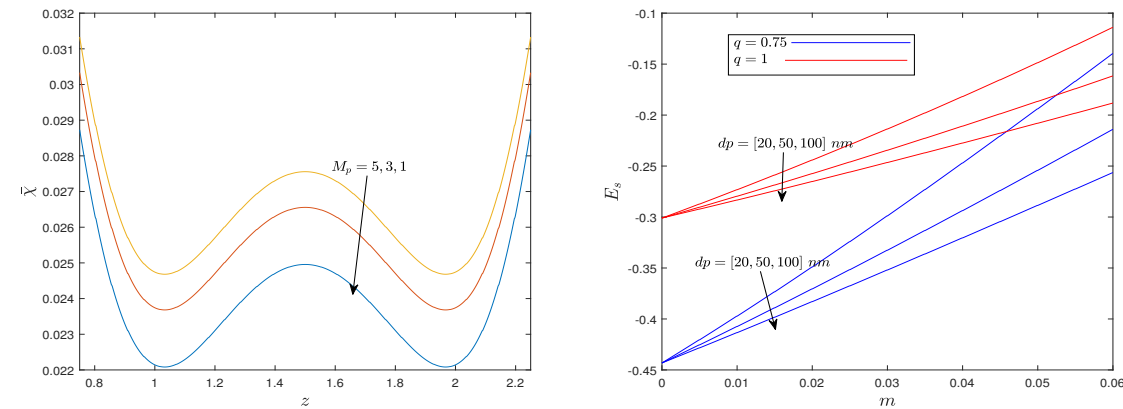 0.032
0.031
0.03
0.029
0.028
0.027
0.026
0.025
0.024
0.023
0.022
χ̄
M_p = 5, 3, 1
0.8 1 1.2 1.4 1.6 1.8 2 2.2
z
-0.1
-0.15
-0.2
-0.25
-0.3
-0.35
-0.4
-0.45
E_s
q = 0.75
q = 1
dp = [20, 50, 100] nm
dp = [20, 50, 100] nm
0 0.01 0.02 0.03 0.04 0.05 0.06
m